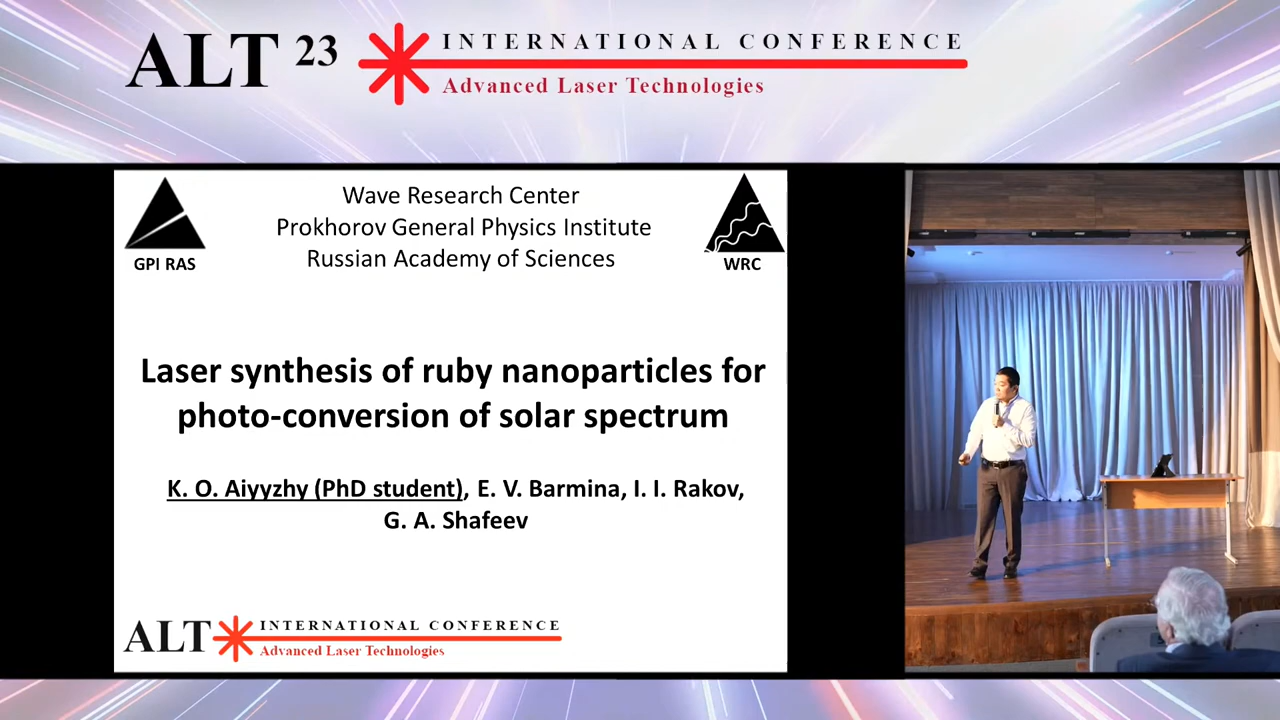 ALT 23
INTERNATIONAL CONFERENCE
Advanced Laser Technologies
GPI RAS
Wave Research Center
Prokhorov General Physics Institute
Russian Academy of Sciences
WRC
Laser synthesis of ruby nanoparticles for
photo-conversion of solar spectrum
K. O. Aiyyzhy (PhD student), E. V. Barmina, I. I. Rakov,
G. A. Shafeev
ALT
INTERNATIONAL CONFERENCE
Advanced Laser Technologies